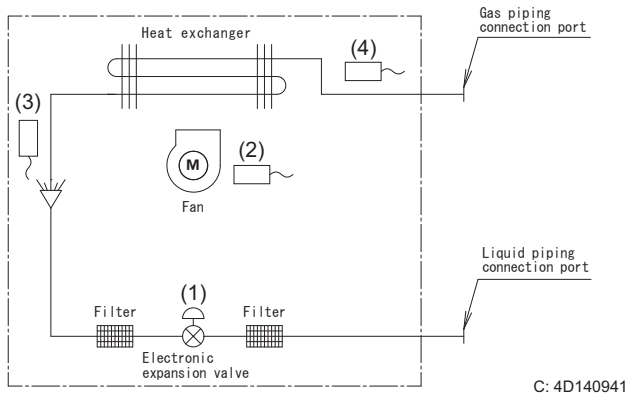 Gas piping
connection port
Heat exchanger
(4)
(3)
M
(2)
Fan
Liquid piping
connection port
(1)
Filter
Filter
Electronic
expansion valve
C: 4D140941